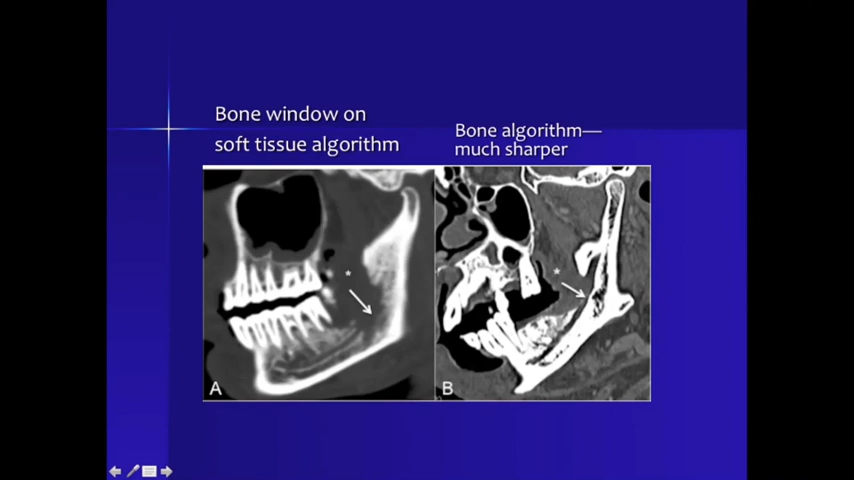 Bone window on
soft tissue algorithm
Bone algorithm—
much sharper
*
*
A
B